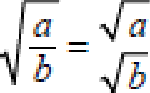 √(a/b) = √a/√b